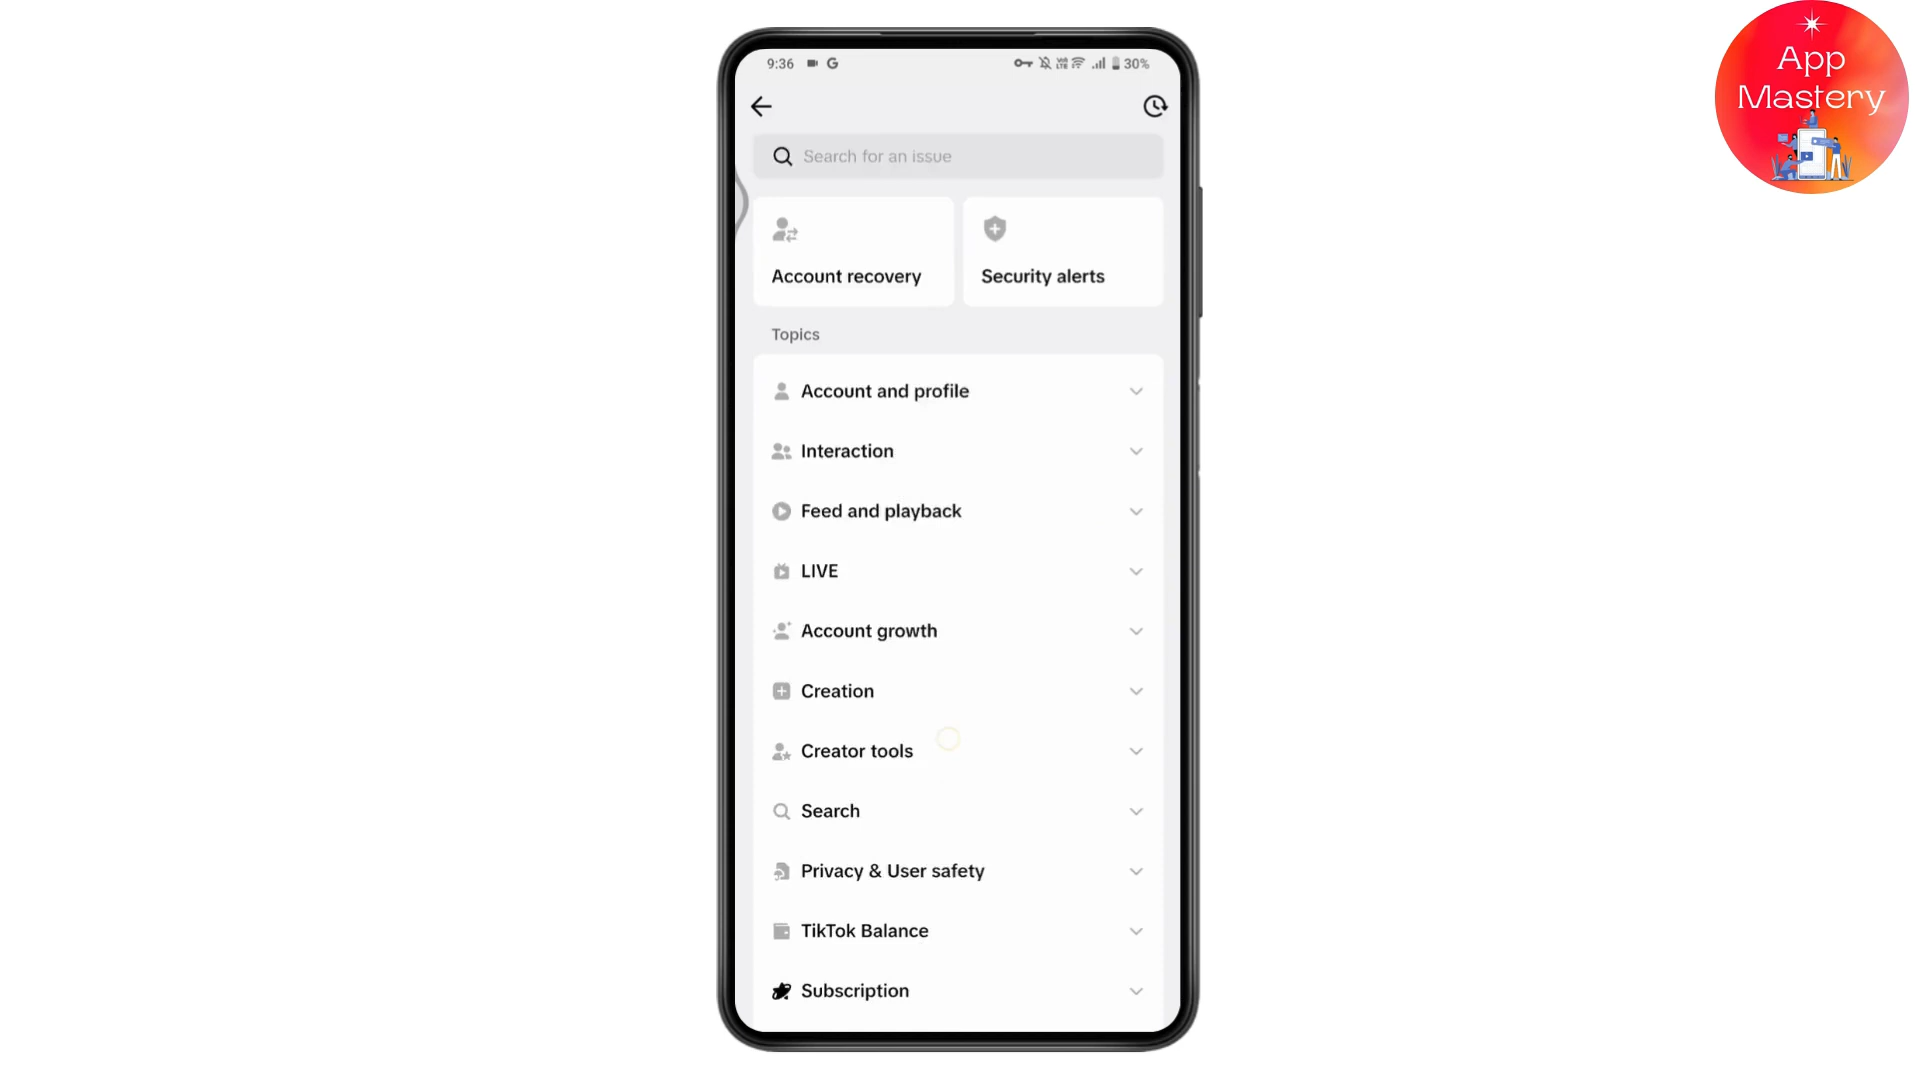 9:36 G 30%
App
Mastery
Search for an issue
Account recovery
Security alerts
Topics
Account and profile
Interaction
Feed and playback
LIVE
Account growth
Creation
Creator tools
Search
Privacy & User safety
TikTok Balance
Subscription